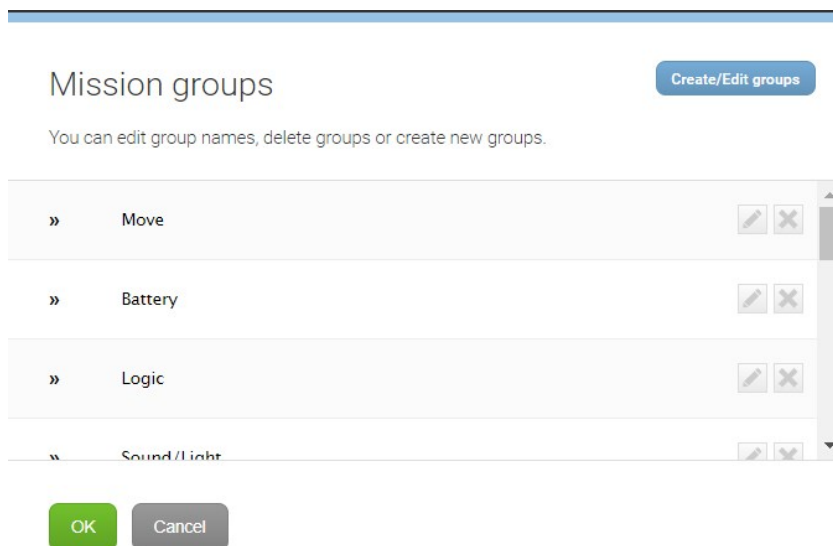 Mission groups
Create/Edit groups
You can edit group names, delete groups or create new groups.
» Move
» Battery
» Logic
» Sound/Light
OK
Cancel